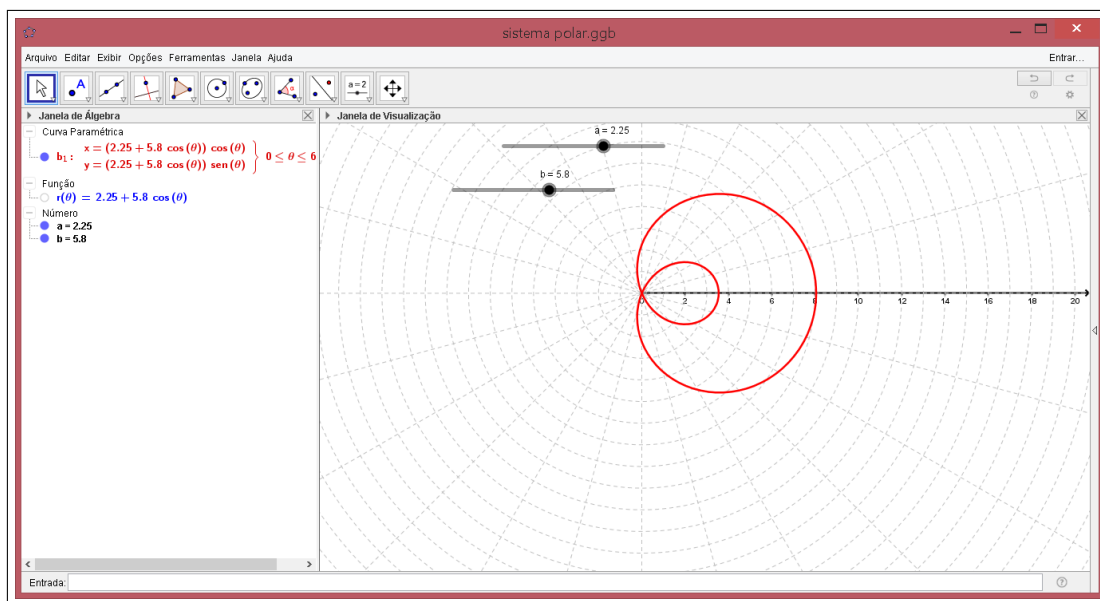 sistema polar.ggb
Arquivo Editar Exibir Opções Ferramentas Janela Ajuda Entrar...
A α a = 2
Janela de Álgebra
Curva Paramétrica
b₁ : x = (2.25 + 5.8 cos(θ)) cos(θ)
y = (2.25 + 5.8 cos(θ)) sen(θ) } 0 ≤ θ ≤ 6
Função
r(θ) = 2.25 + 5.8 cos(θ)
Número
a = 2.25
b = 5.8
Janela de Visualização
a = 2.25
b = 5.8
0 2 4 6 8 10 12 14 16 18 20
Entrada: